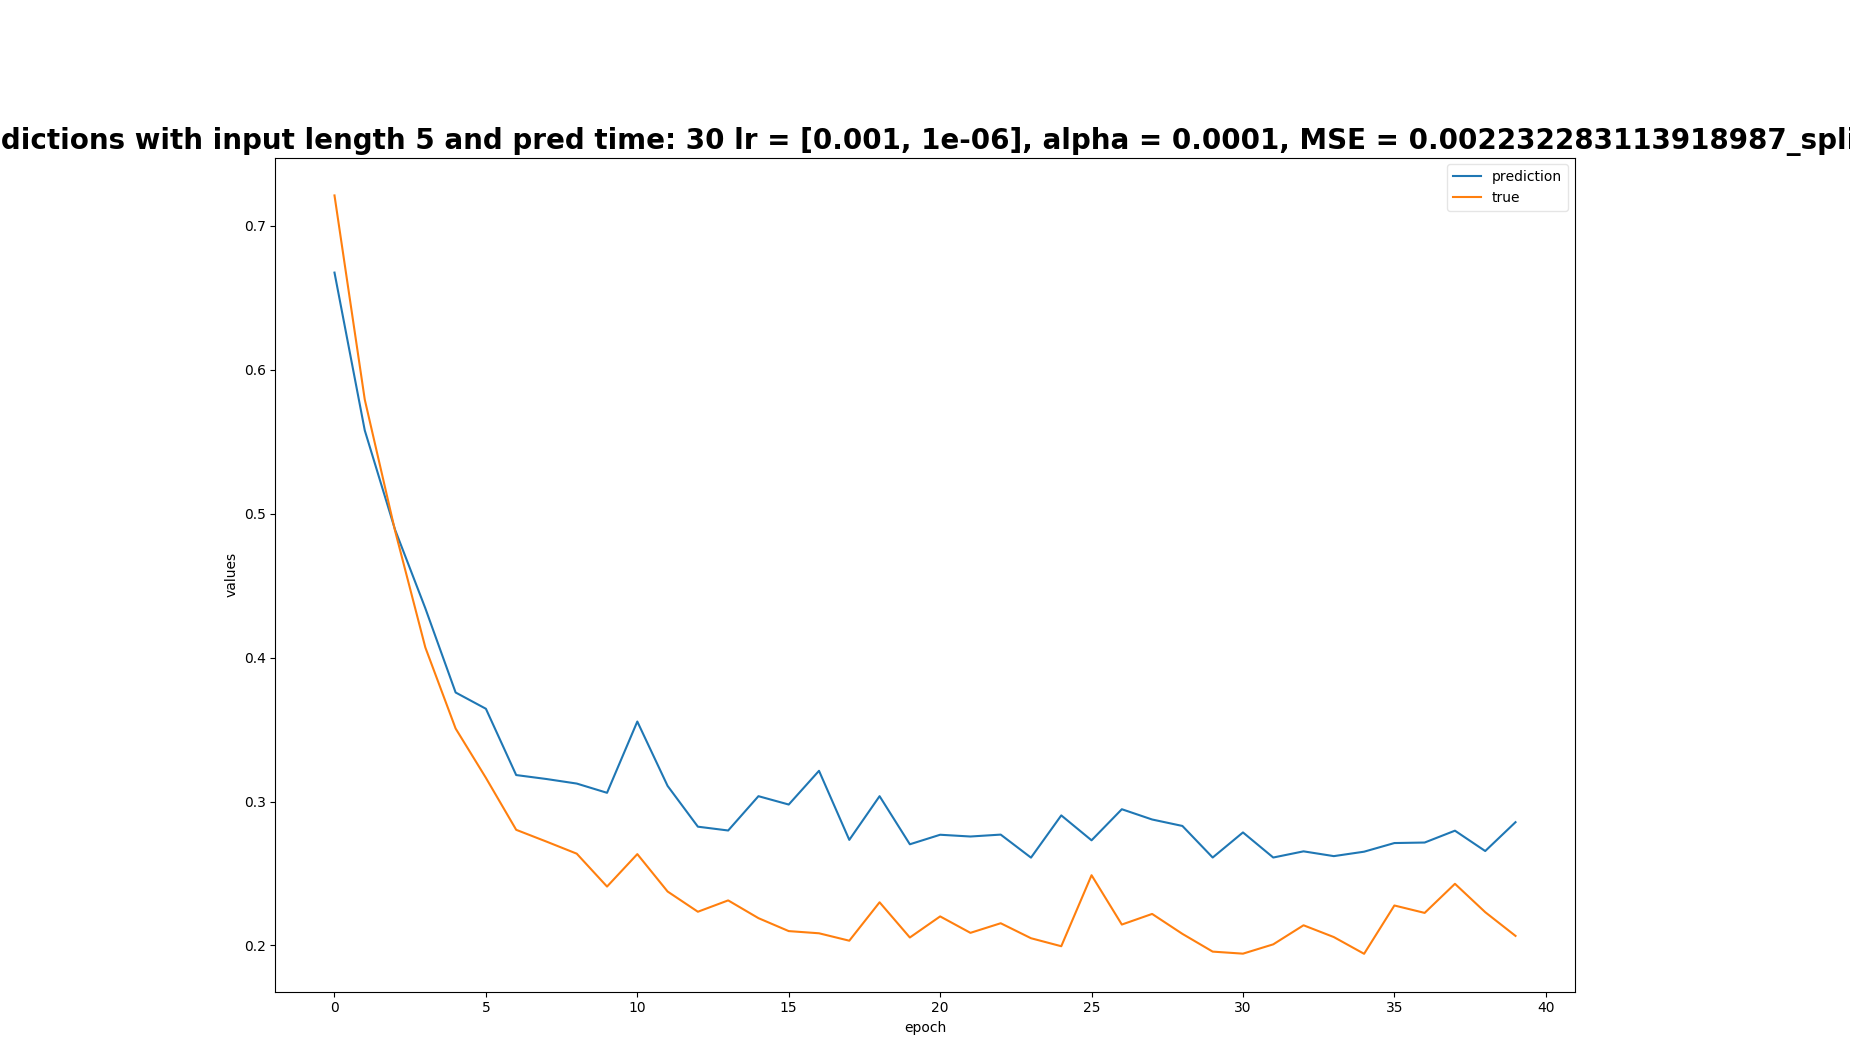 dictions with input length 5 and pred time: 30 lr = [0.001, 1e-06], alpha = 0.0001, MSE = 0.002232283113918987_spli
prediction
true
0.7
0.6
0.5
0.4
0.3
0.2
values
0 5 10 15 20 25 30 35 40
epoch